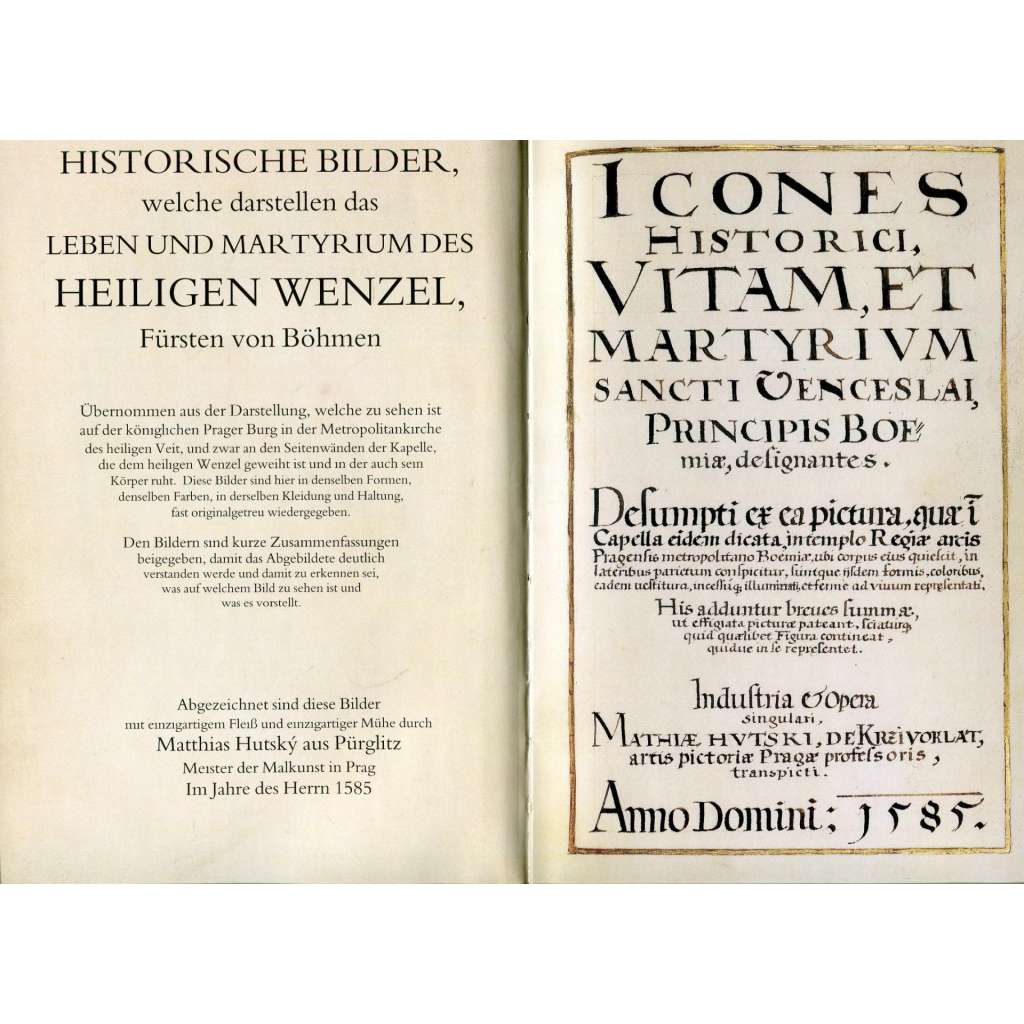 HISTORISCHE BILDER,
welche darstellen das
LEBEN UND MARTYRIUM DES
HEILIGEN WENZEL,
Fürsten von Böhmen
Übernommen aus der Darstellung, welche zu sehen ist
auf der königlichen Prager Burg in der Metropolitankirche
des heiligen Veit, und zwar an den Seitenwänden der Kapelle,
die dem heiligen Wenzel geweiht ist und in der auch sein
Körper ruht. Diese Bilder sind hier in denselben Formen,
denselben Farben, in derselben Kleidung und Haltung,
fast originalgetreu wiedergegeben.
Den Bildern sind kurze Zusammenfassungen
beigegeben, damit das Abgebildete deutlich
verstanden werde und damit zu erkennen sei,
was auf welchem Bild zu sehen ist und
was es vorstellt.
Abgezeichnet sind diese Bilder
mit einzigartigem Fleiß und einzigartiger Mühe durch
Matthias Hutský aus Pürglitz
Meister der Malkunst in Prag
Im Jahre des Herrn 1585
ICONES
HISTORICI,
VITAM, ET
MARTYRIVM
SANCTI VENCESLAI,
PRINCIPIS BOE⸗
miæ, deſignantes.
Deſumpti ex ea pictura, quæ ī
Capella eidem dicata, in templo Regiæ arcis
Pragenſis metropolitano Boemiæ, ubi corpus eius quieſcit, in
lateribus parietum conſpicitur, ſuntque ijſdem formis, coloribus,
eadem ueſtitura, inceſſuq; illuminati, et ferme ad viuum repreſentati.
His adduntur breues ſummæ,
ut effigiata picturæ pateant, ſciaturq;
quid quælibet Figura contineat,
quidue in ſe repreſentet.
Induſtria & Opera
singulari,
MATHIÆ HVTSKI, DE KRZIVOKLAT,
artis pictoriæ Pragæ profeſſoris,
transpicti.
Anno Domini: 1585.